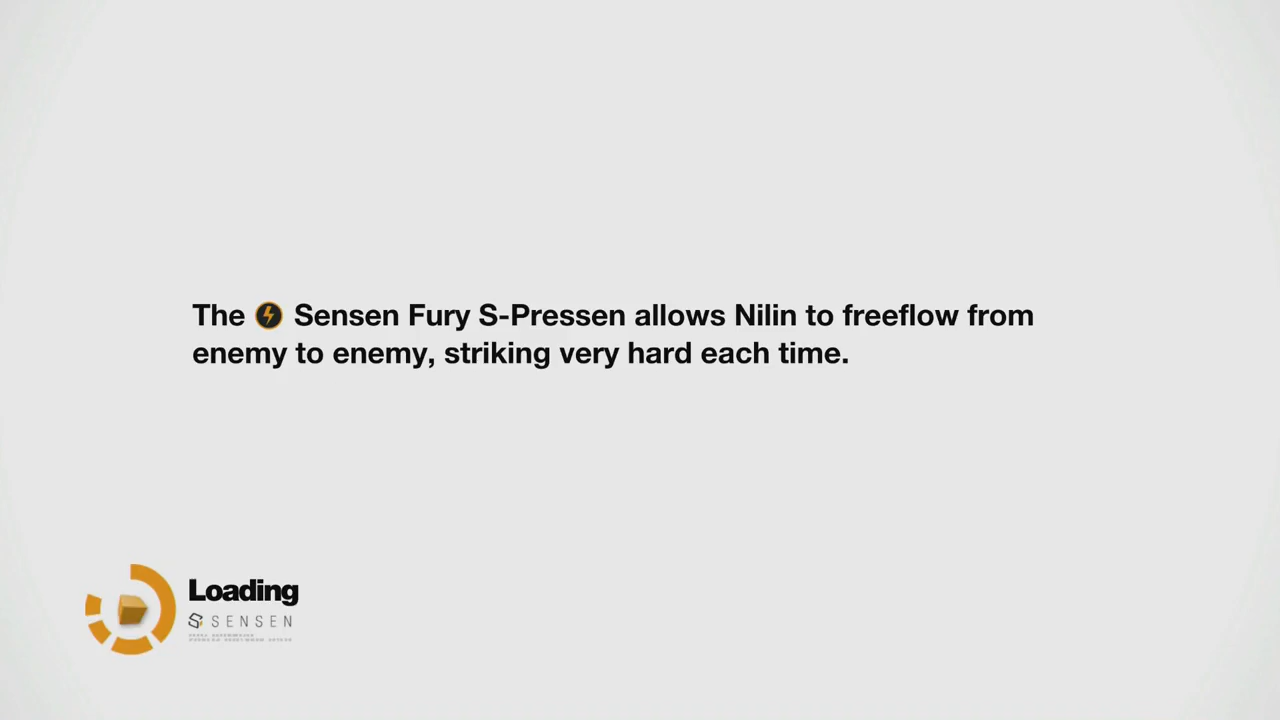 The Sensen Fury S-Pressen allows Nilin to freeflow from
enemy to enemy, striking very hard each time.
Loading
SENSEN